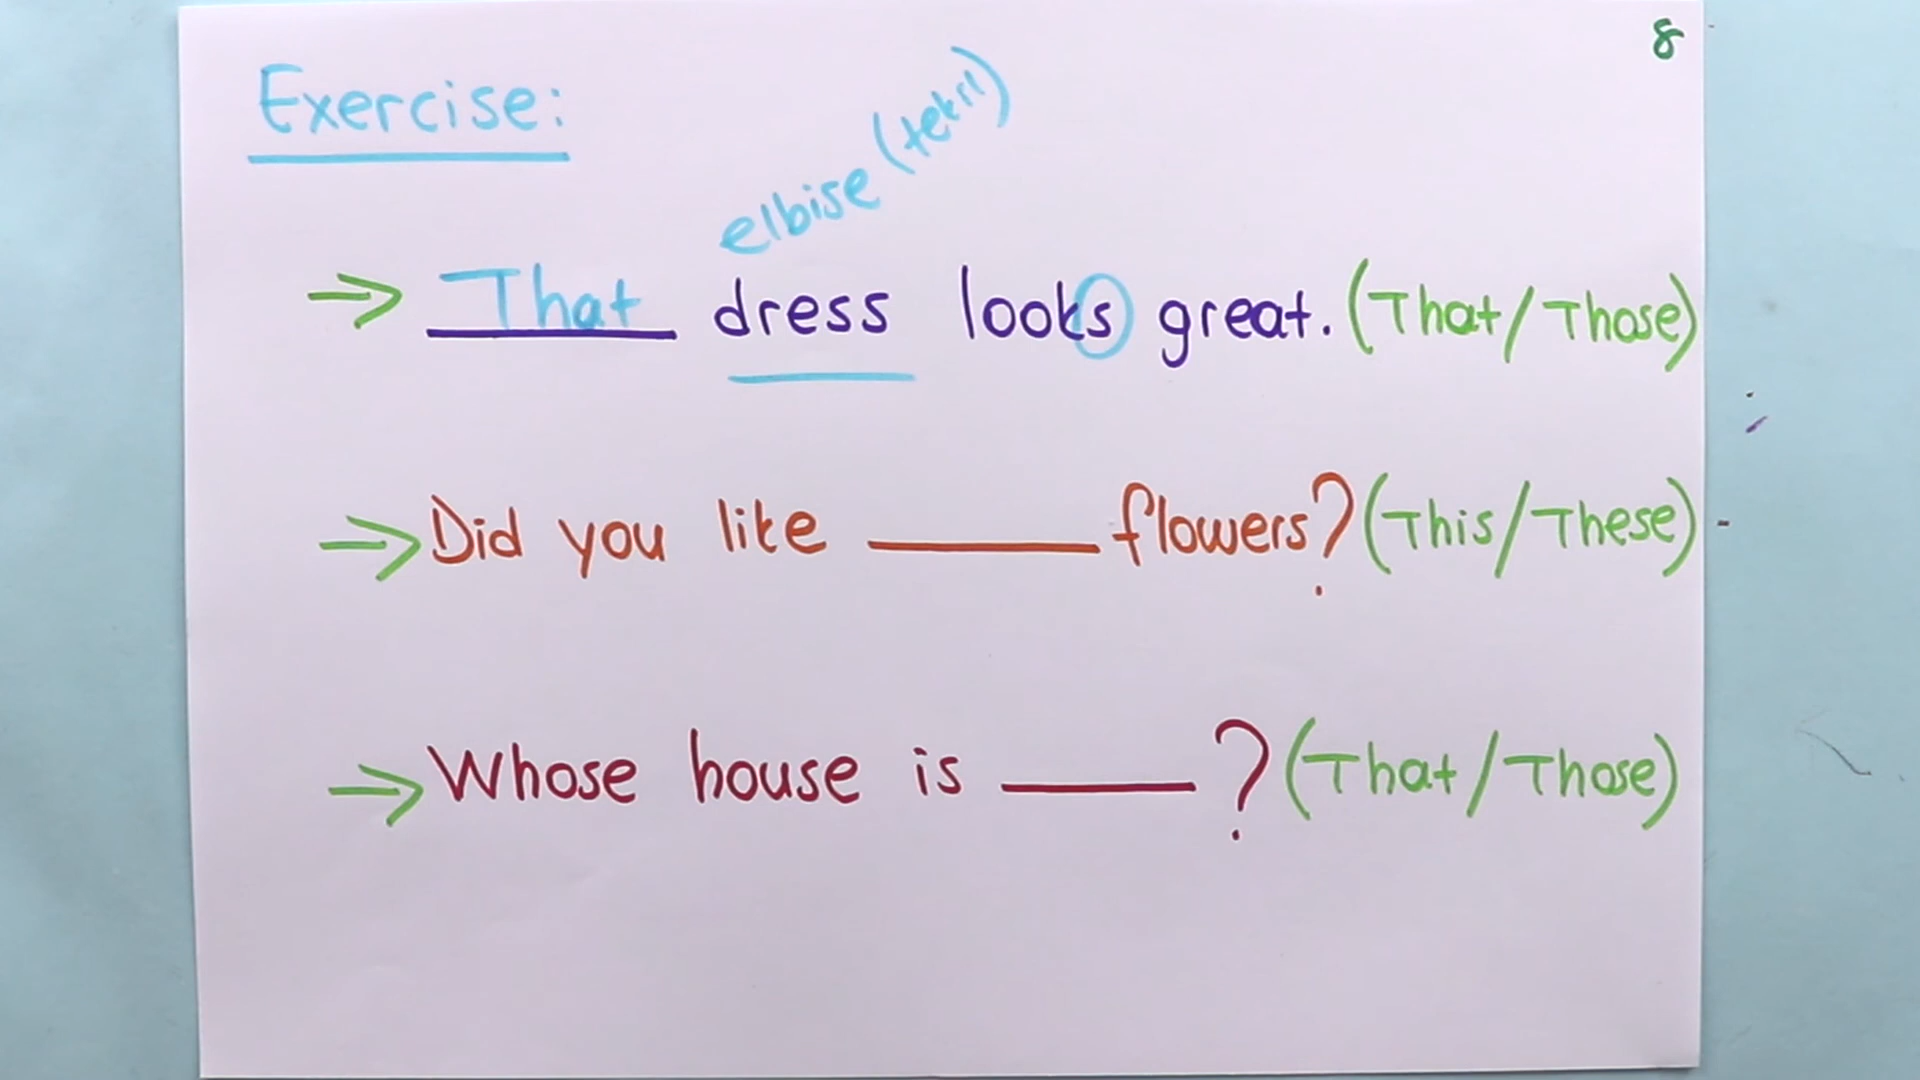 8
Exercise:
elbise (tekil)
That dress looks great. (That/Those)
Did you like ____ flowers? (This/These)
Whose house is ____? (That/Those)